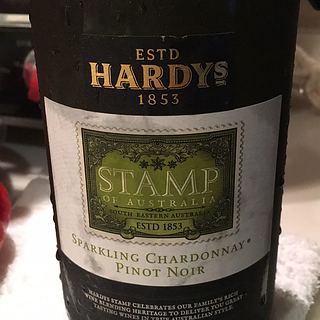 ESTD
HARDYS
1853
STAMP
OF AUSTRALIA
SOUTH EASTERN AUSTRALIA
ESTD 1853
SPARKLING CHARDONNAY
PINOT NOIR
HARDYS STAMP CELEBRATES OUR FAMILY'S RICH
WINE BLENDING HERITAGE TO DELIVER YOU GREAT
TASTING WINES IN TRUE AUSTRALIAN STYLE.